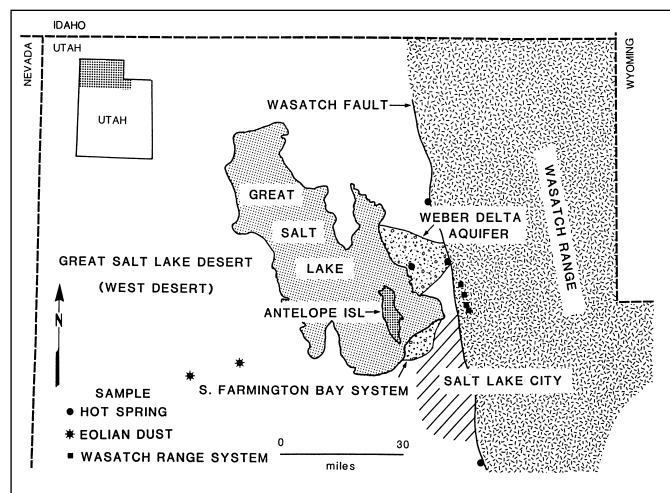 IDAHO
UTAH
NEVADA
WYOMING
UTAH
WASATCH FAULT
GREAT
SALT
LAKE
WEBER DELTA
AQUIFER
WASATCH RANGE
GREAT SALT LAKE DESERT
(WEST DESERT)
ANTELOPE ISL
N
S. FARMINGTON BAY SYSTEM
SALT LAKE CITY
SAMPLE
HOT SPRING
EOLIAN DUST
WASATCH RANGE SYSTEM
0 30
miles